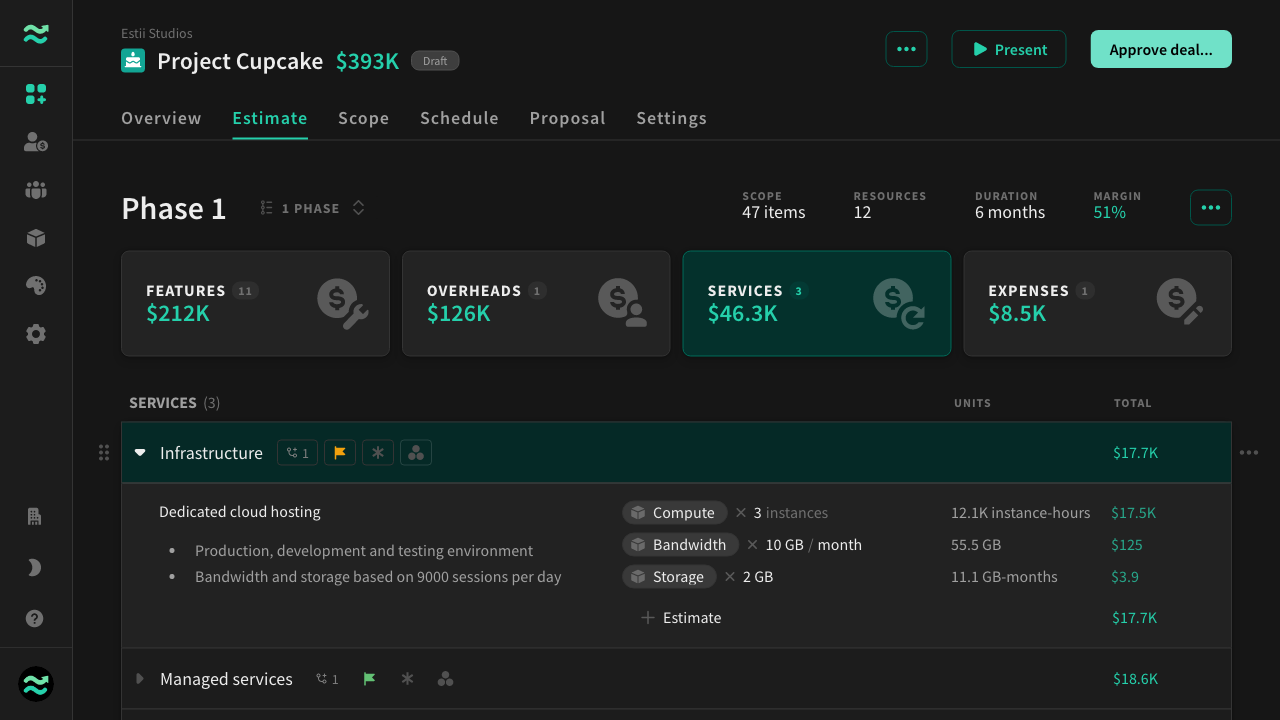 Estii Studios
Project Cupcake $393K Draft
Present
Approve deal...
Overview Estimate Scope Schedule Proposal Settings
Phase 1
1 PHASE
SCOPE
47 items
RESOURCES
12
DURATION
6 months
MARGIN
51%
FEATURES 11
$212K
OVERHEADS 1
$126K
SERVICES 3
$46.3K
EXPENSES 1
$8.5K
SERVICES (3) UNITS TOTAL
Infrastructure 1 $17.7K
Dedicated cloud hosting
• Production, development and testing environment
• Bandwidth and storage based on 9000 sessions per day
Compute × 3 instances 12.1K instance-hours $17.5K
Bandwidth × 10 GB / month 55.5 GB $125
Storage × 2 GB 11.1 GB-months $3.9
+ Estimate $17.7K
Managed services 1 $18.6K